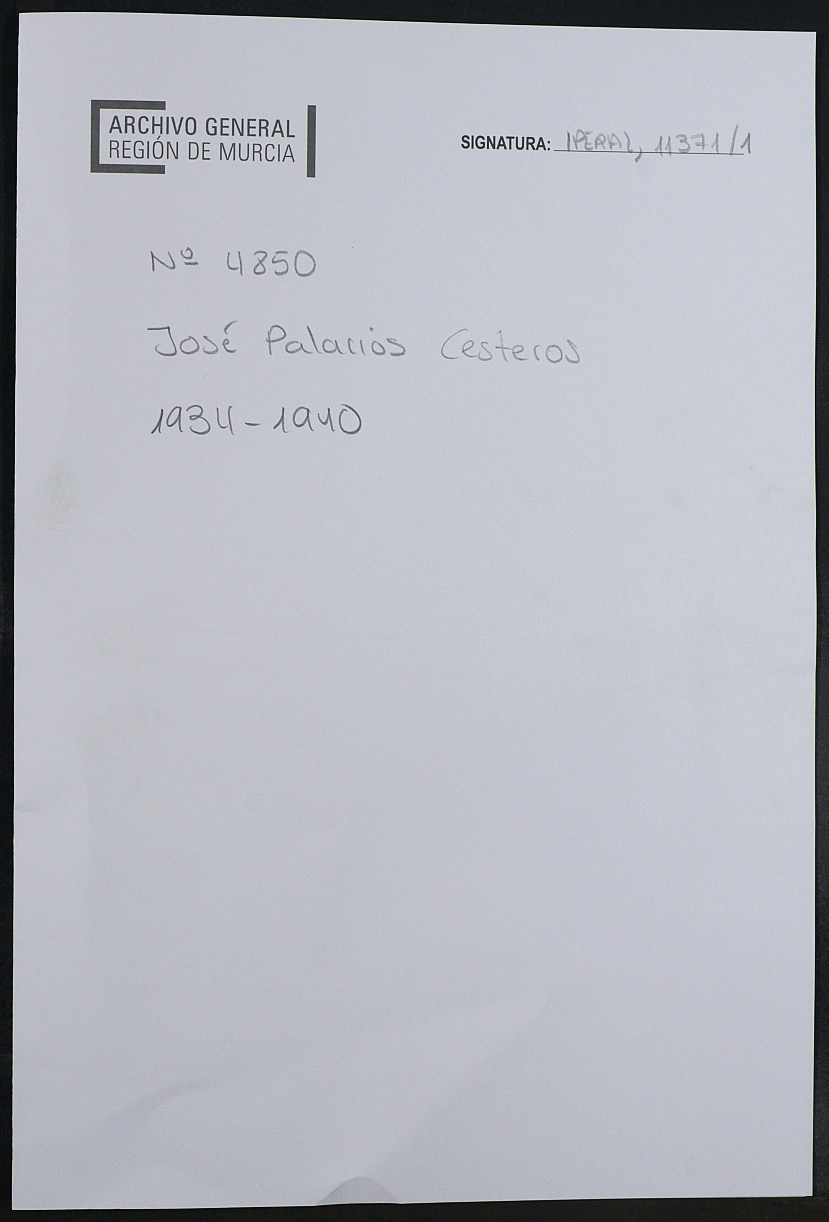 ARCHIVO GENERAL
REGIÓN DE MURCIA
SIGNATURA: IPERAL, 11371/1
Nº 4850
José Palacios Cesteros
1934-1940